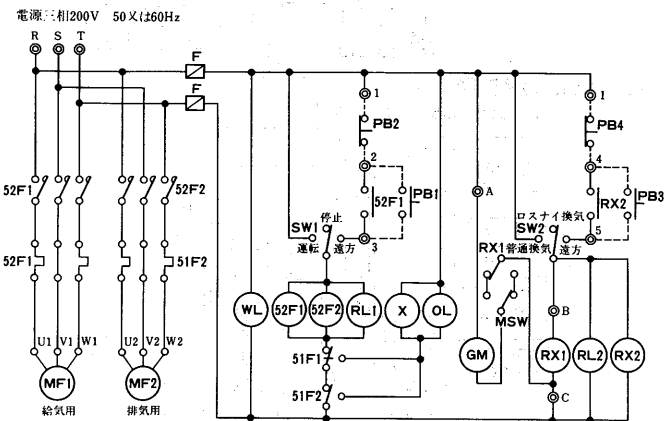 電源三相200V 50又は60Hz
R S T
F
F
1
1
PB2
PB4
2
4
A
52F1
52F2
52F1
PB1
RX2
PB3
停止
ロスナイ換気
SW1
SW2
運転 遠方
3
RX1 普通換気 遠方
5
52F1
51F2
MSW
B
WL
52F1
52F2
RL1
X
OL
GM
RX1
RL2
RX2
U1 V1 W1
U2 V2 W2
51F1
MF1
MF2
51F2
C
給気用
排気用